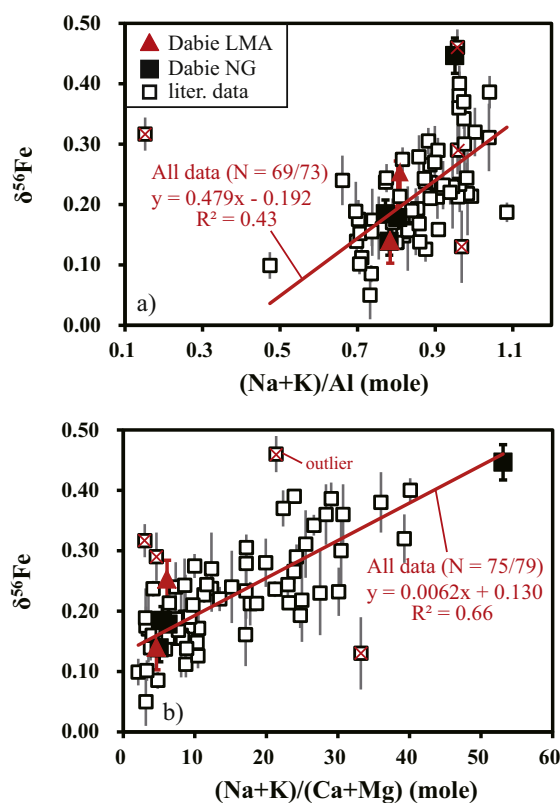 Dabie LMA
Dabie NG
liter. data
0.50
0.40
0.30
0.20
0.10
0.00
δ⁵⁶Fe
All data (N = 69/73)
y = 0.479x - 0.192
R² = 0.43
a)
0.1 0.3 0.5 0.7 0.9 1.1
(Na+K)/Al (mole)
0.50
0.40
0.30
0.20
0.10
0.00
δ⁵⁶Fe
outlier
All data (N = 75/79)
y = 0.0062x + 0.130
R² = 0.66
b)
0 10 20 30 40 50 60
(Na+K)/(Ca+Mg) (mole)